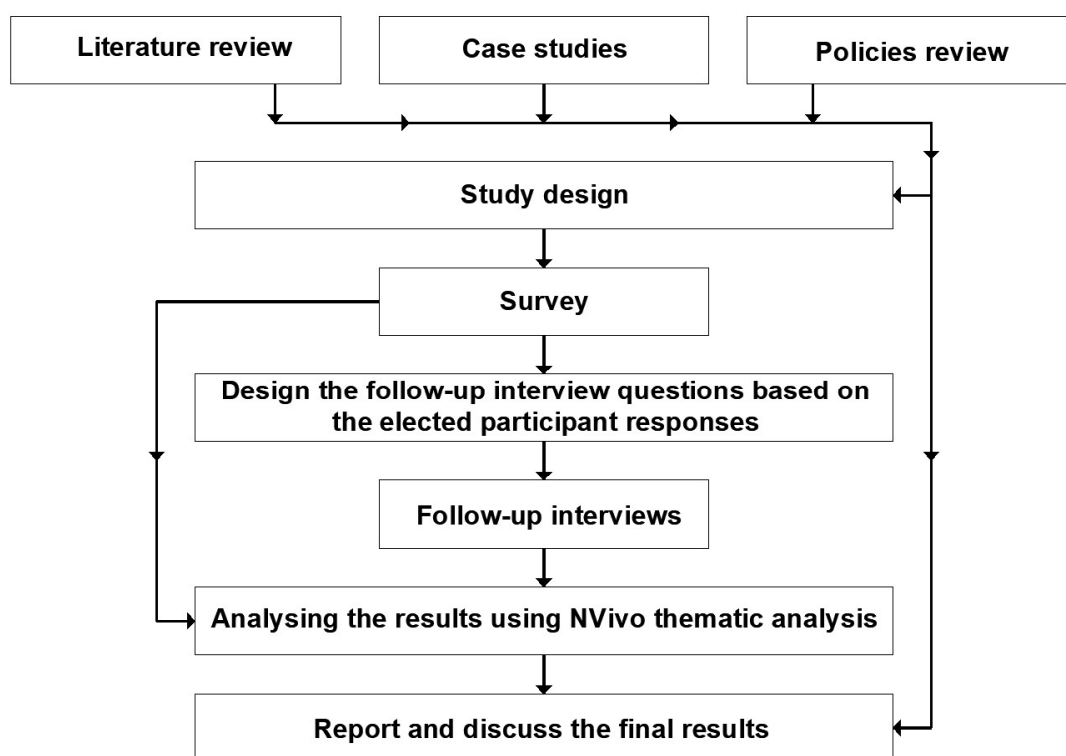 Literature review
Case studies
Policies review
Study design
Survey
Design the follow-up interview questions based on
the elected participant responses
Follow-up interviews
Analysing the results using NVivo thematic analysis
Report and discuss the final results